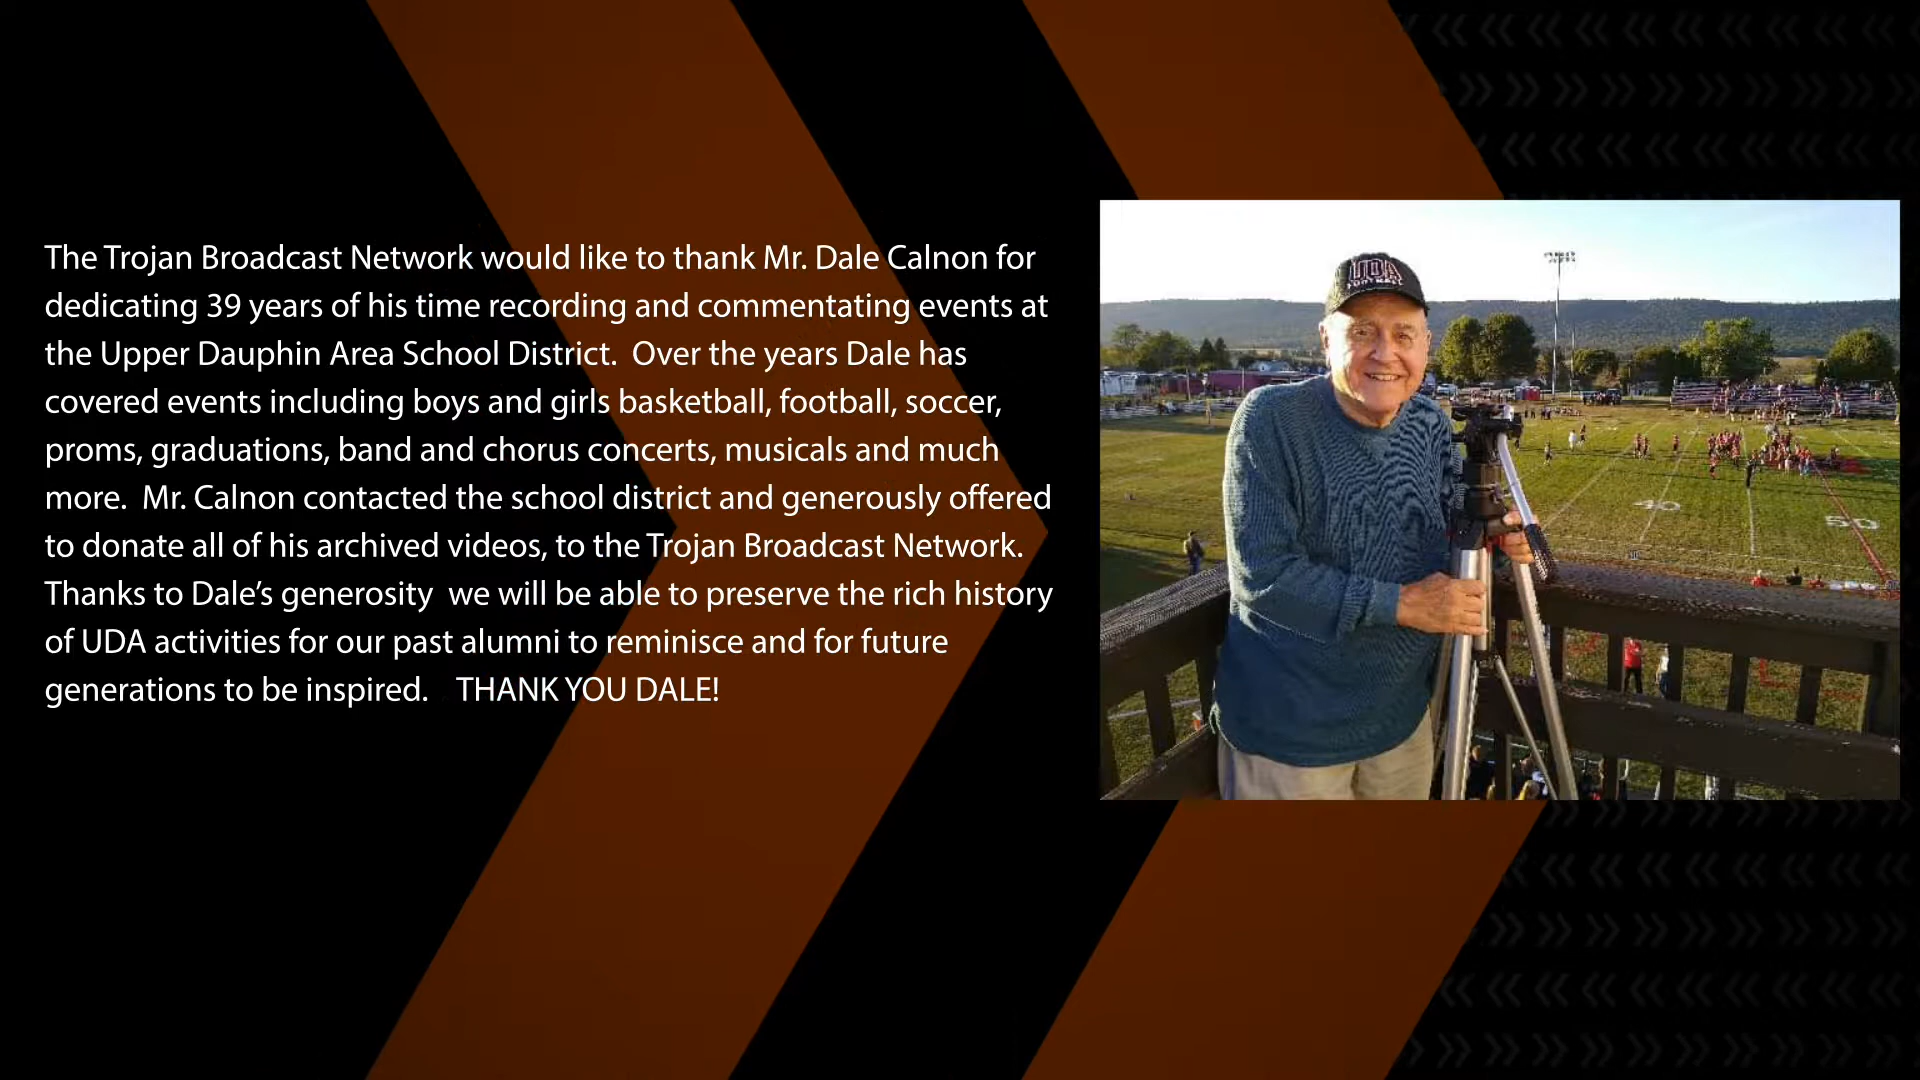 The Trojan Broadcast Network would like to thank Mr. Dale Calnon for
dedicating 39 years of his time recording and commentating events at
the Upper Dauphin Area School District.  Over the years Dale has
covered events including boys and girls basketball, football, soccer,
proms, graduations, band and chorus concerts, musicals and much
more.  Mr. Calnon contacted the school district and generously offered
to donate all of his archived videos, to the Trojan Broadcast Network.
Thanks to Dale’s generosity  we will be able to preserve the rich history
of UDA activities for our past alumni to reminisce and for future
generations to be inspired.    THANK YOU DALE!
UDA
FOOTBALL
40
50